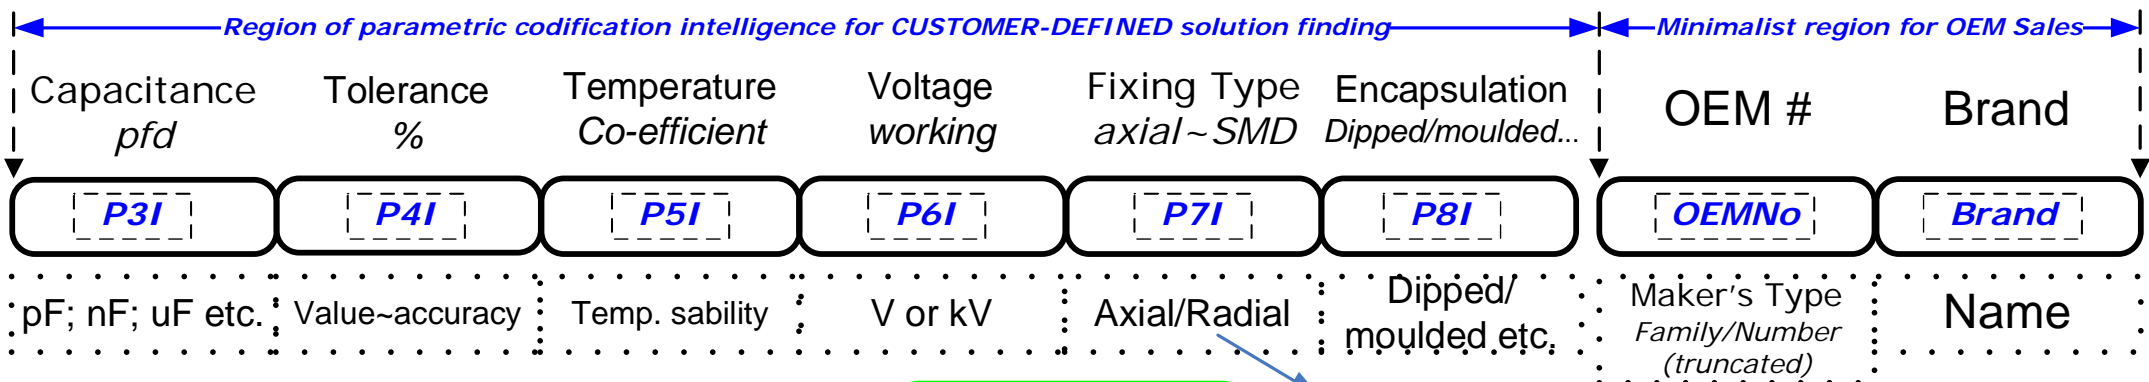 Region of parametric codification intelligence for CUSTOMER-DEFINED solution finding
Minimalist region for OEM Sales
Capacitance
pfd
Tolerance
%
Temperature
Co-efficient
Voltage
working
Fixing Type
axial~SMD
Encapsulation
Dipped/moulded...
OEM #
Brand
P3I
P4I
P5I
P6I
P7I
P8I
OEMNo
Brand
pF; nF; uF etc.
Value~accuracy
Temp. sability
V or kV
Axial/Radial
Dipped/
moulded etc.
Maker's Type
Family/Number
(truncated)
Name